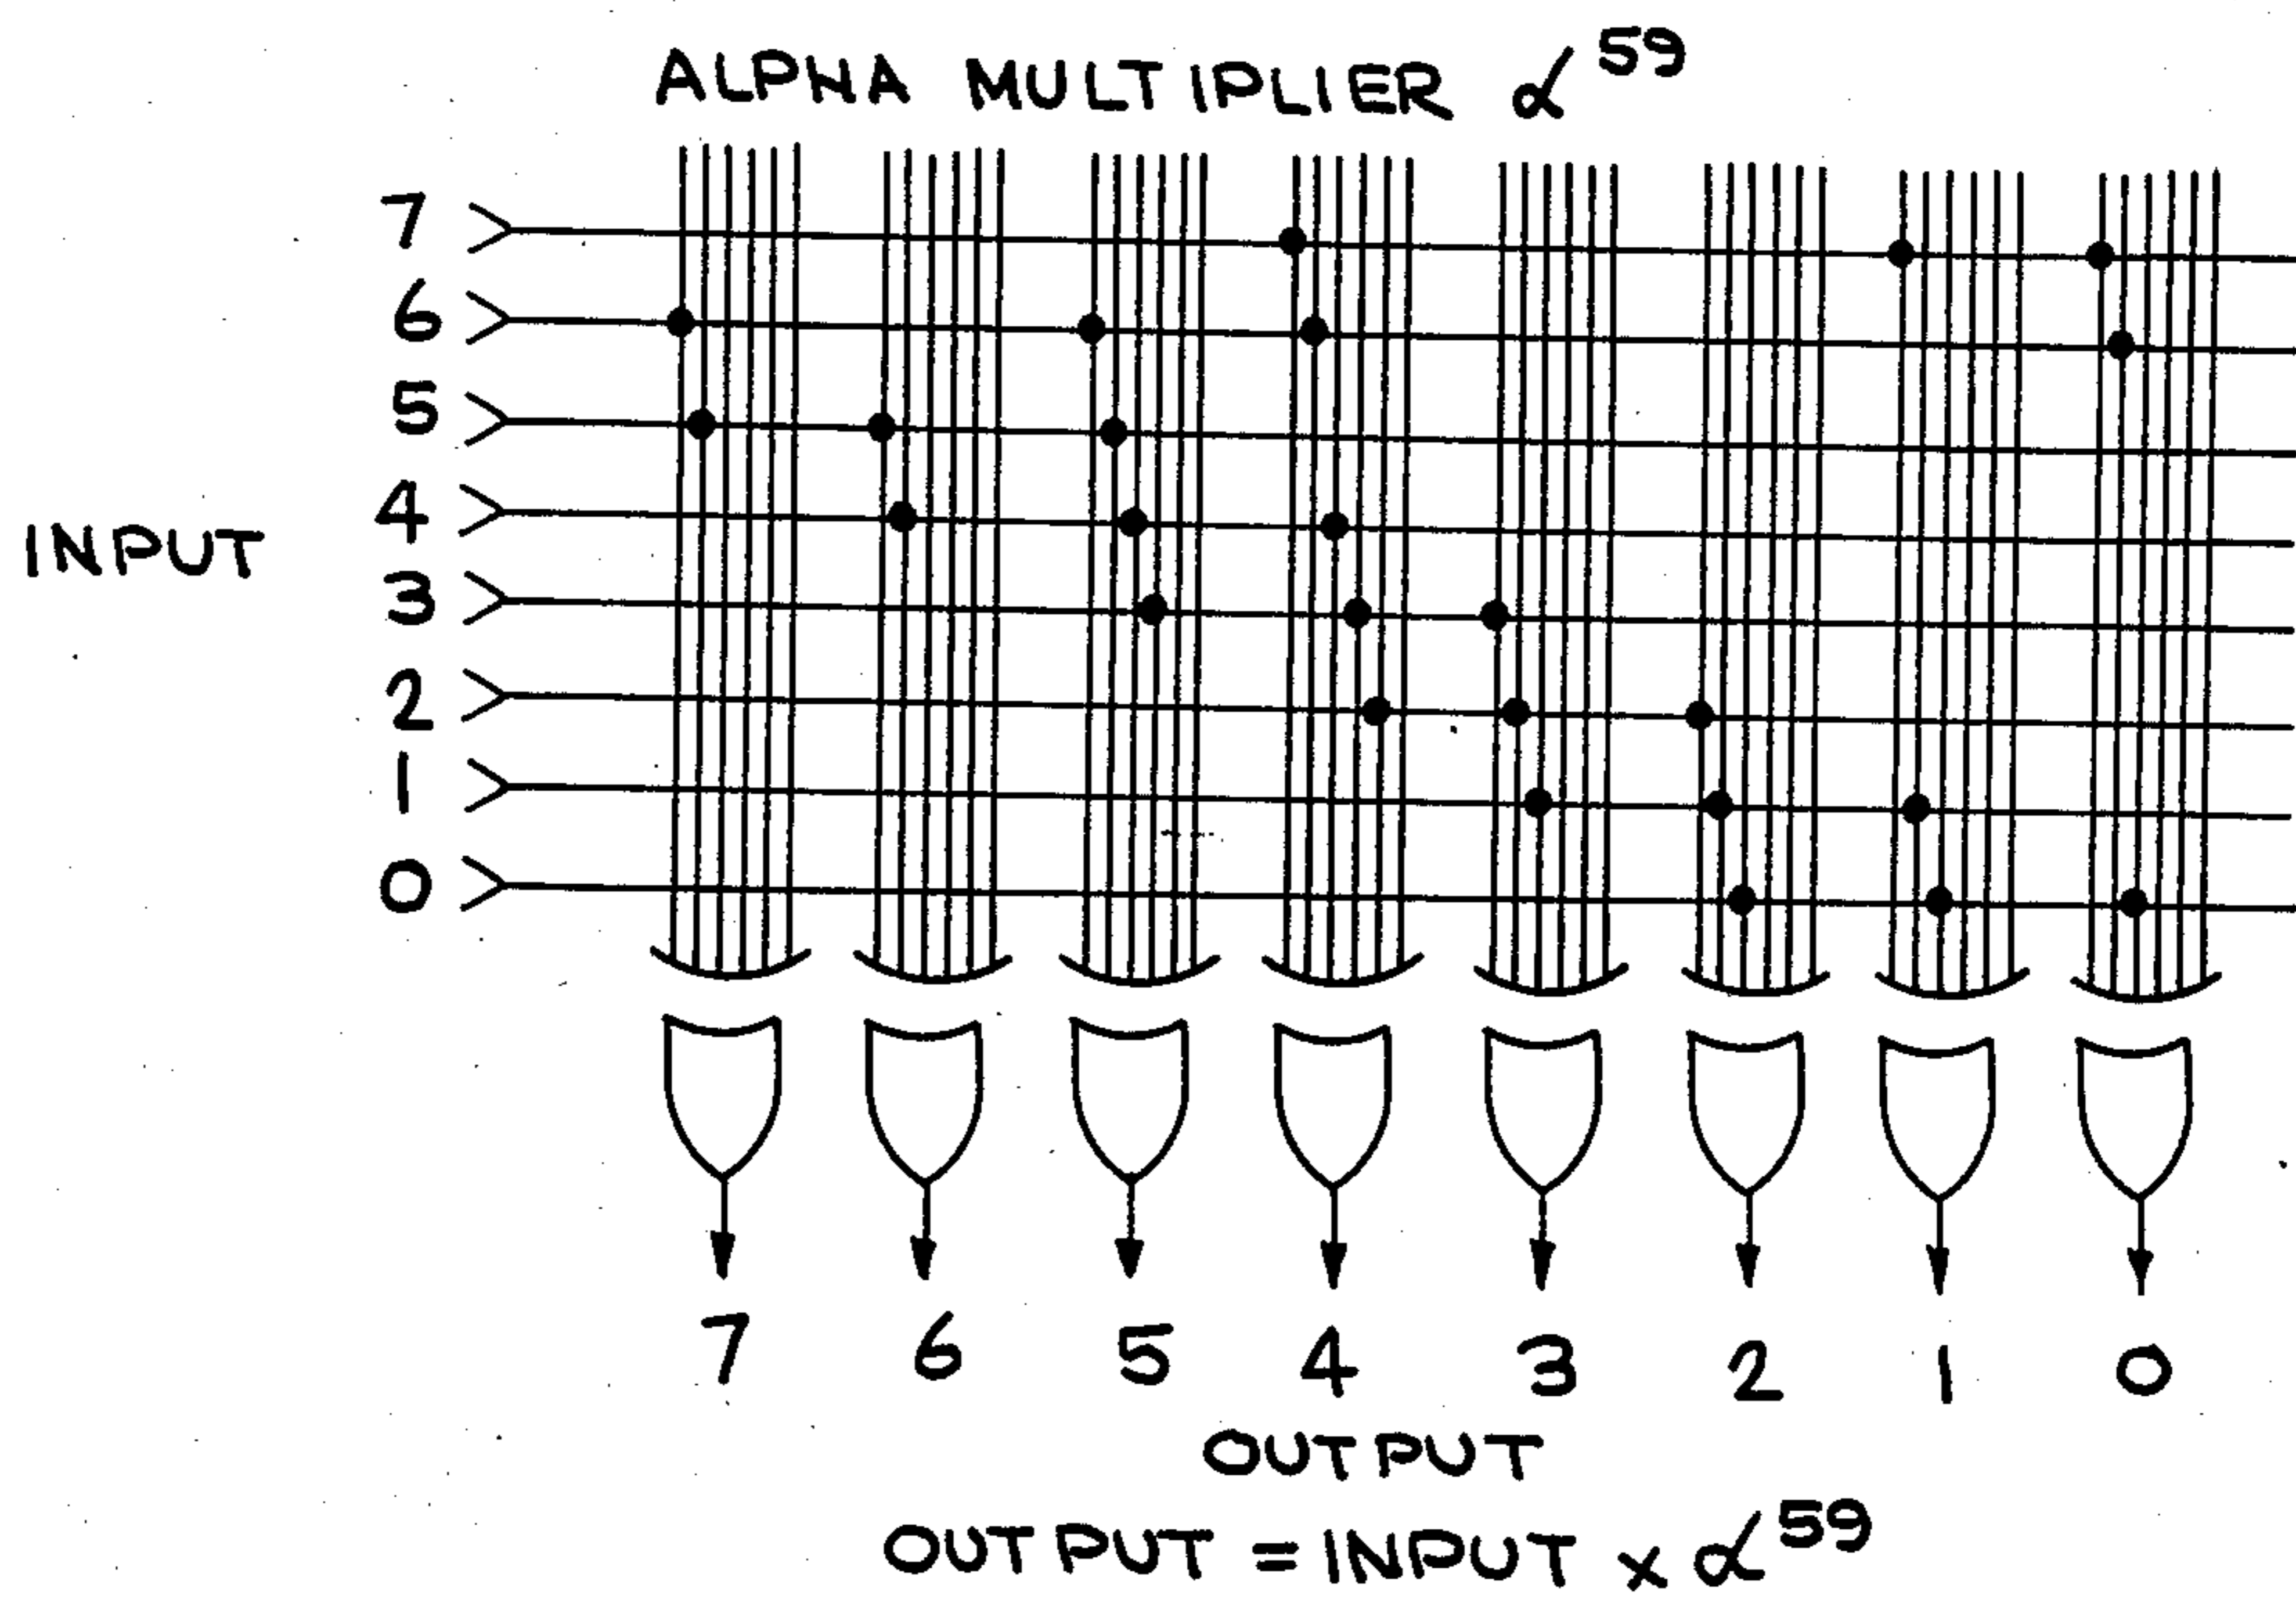 ALPHA MULTIPLIER α⁵⁹
7
6
5
4
INPUT
3
2
1
0
7 6 5 4 3 2 1 0
OUTPUT
OUTPUT = INPUT × α⁵⁹